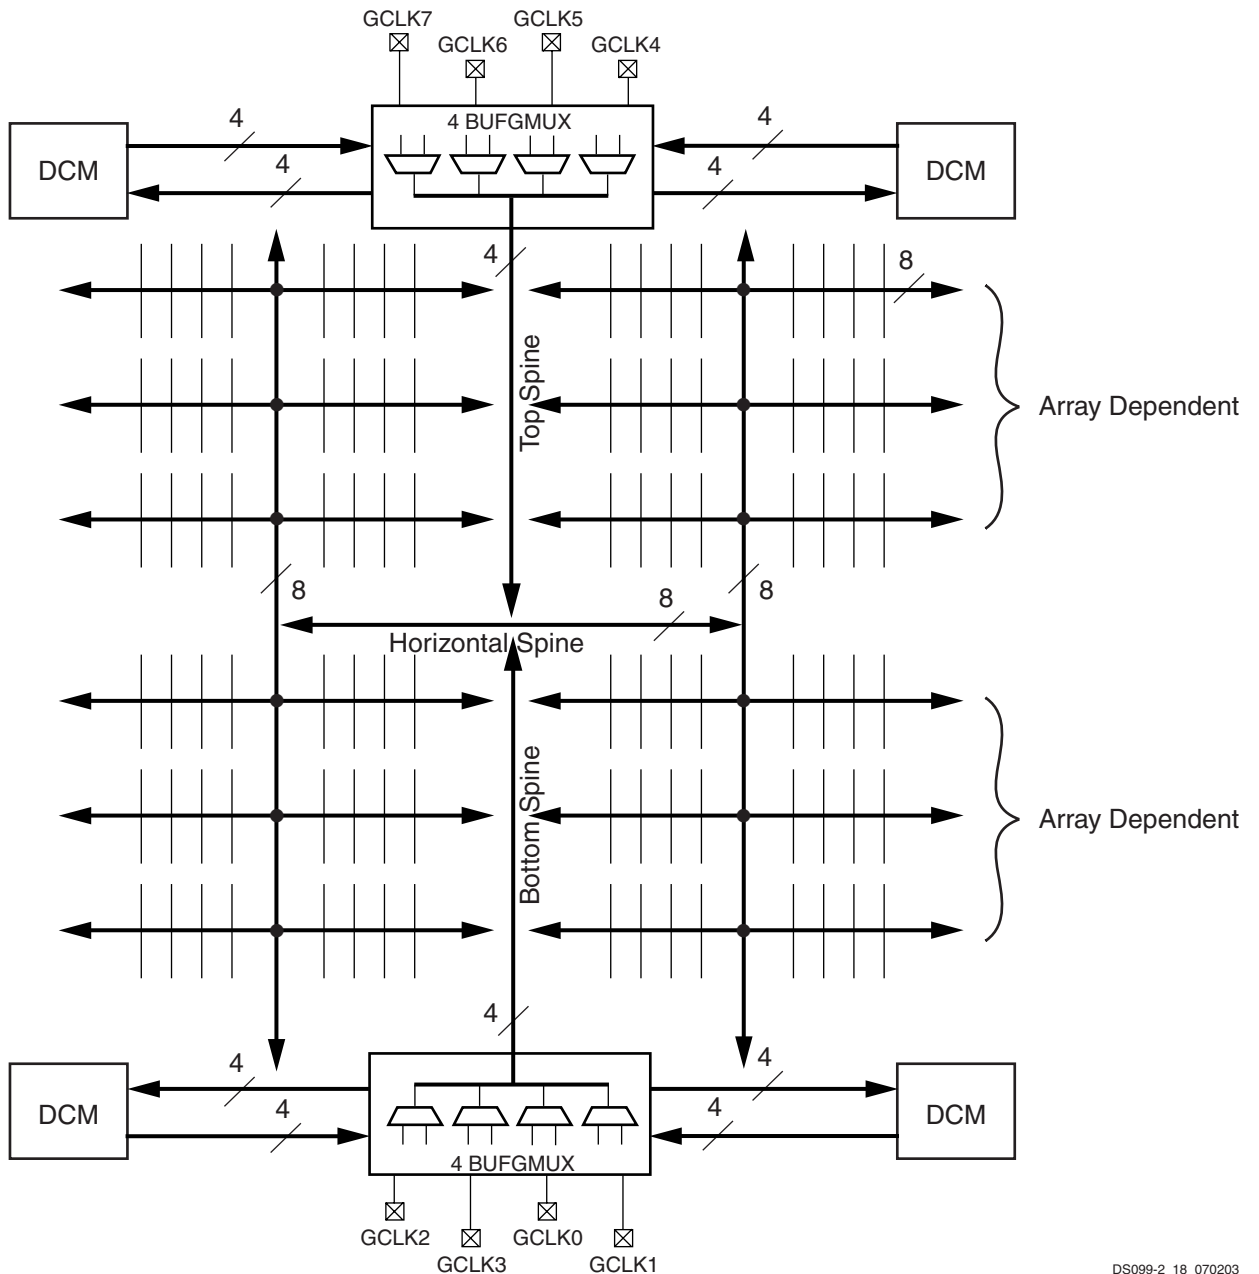 GCLK7
GCLK5
GCLK6
GCLK4
4 BUFGMUX
4
4
DCM
DCM
4
4
4
8
Top Spine
Array Dependent
8
8
8
Horizontal Spine
Bottom Spine
Array Dependent
4
4
4
DCM
DCM
4
4
4 BUFGMUX
GCLK2
GCLK0
GCLK3
GCLK1
DS099-2_18_070203